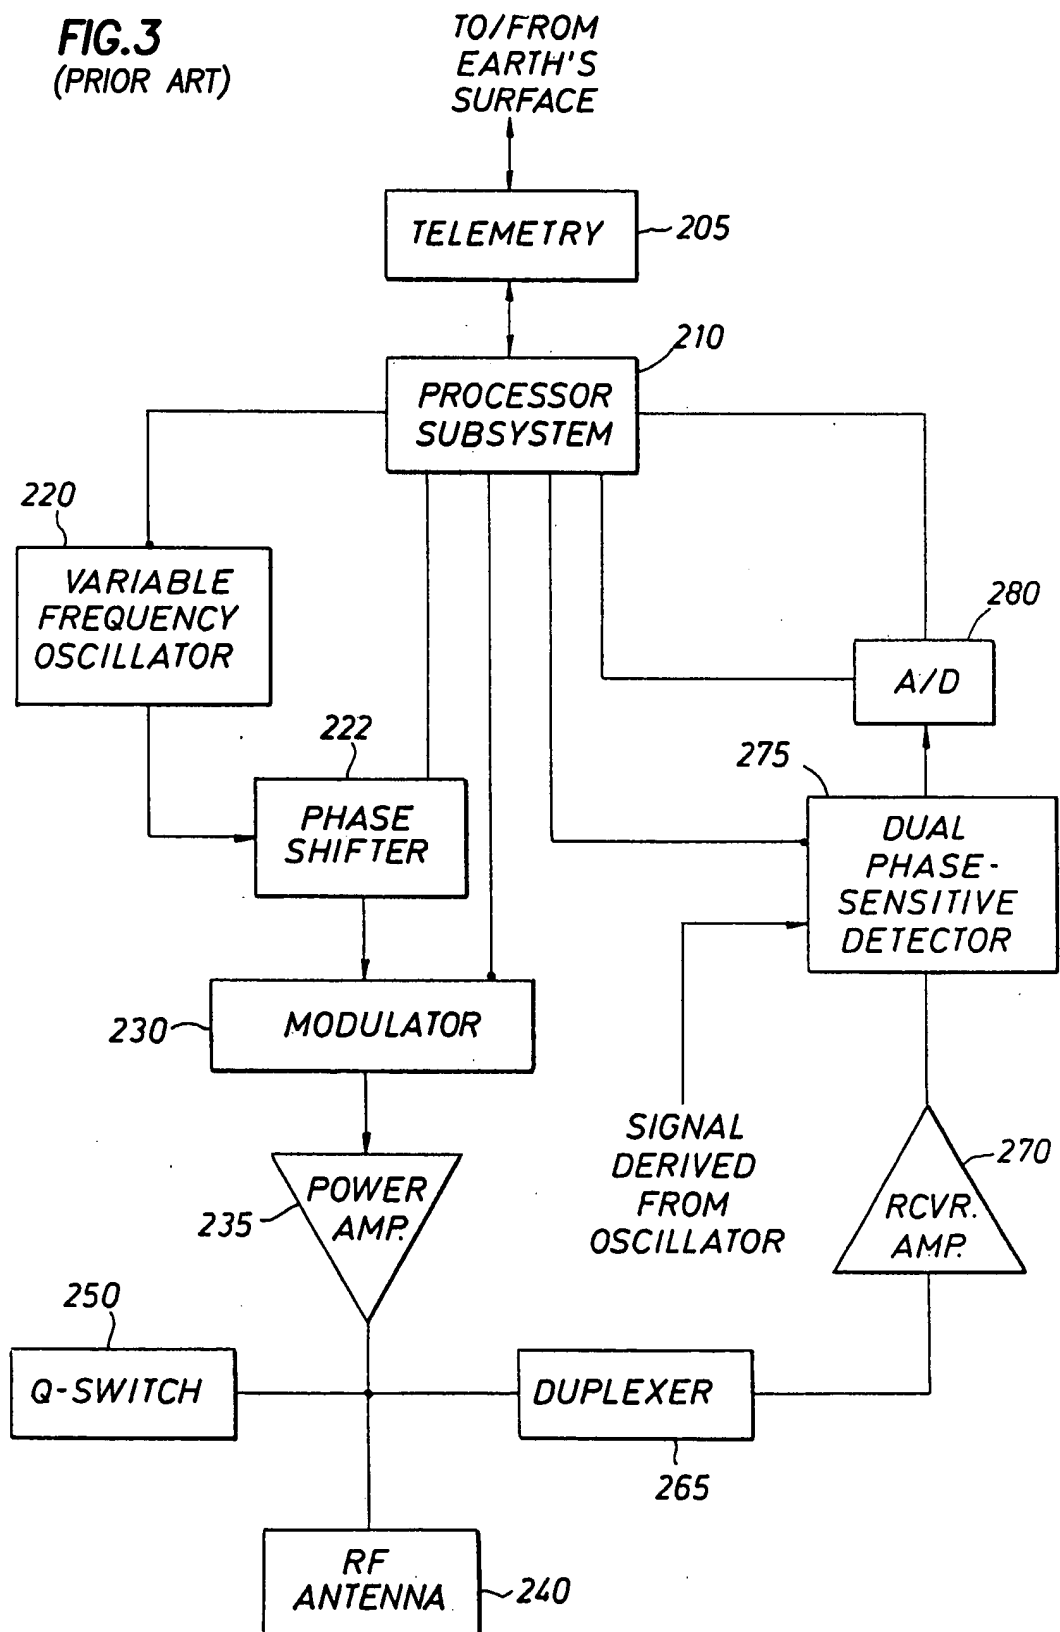 FIG.3
(PRIOR ART)
TO/FROM
EARTH'S
SURFACE
TELEMETRY
205
210
PROCESSOR
SUBSYSTEM
220
VARIABLE
FREQUENCY
OSCILLATOR
280
A/D
222
PHASE
SHIFTER
275
DUAL
PHASE-
SENSITIVE
DETECTOR
230
MODULATOR
SIGNAL
DERIVED
FROM
OSCILLATOR
235
POWER
AMP.
270
RCVR.
AMP.
250
Q-SWITCH
DUPLEXER
265
RF
ANTENNA
240